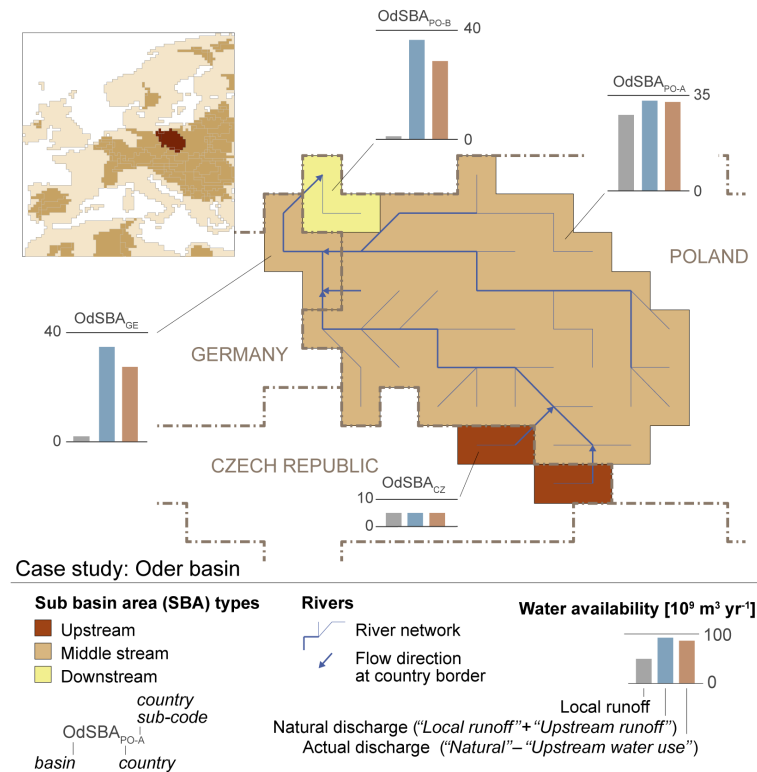 OdSBA PO-B
40
0
OdSBA PO-A
35
0
POLAND
OdSBA GE
40
0
GERMANY
CZECH REPUBLIC
OdSBA CZ
10
0
Case study: Oder basin
Sub basin area (SBA) types
Upstream
Middle stream
Downstream
country
sub-code
OdSBA PO-A
basin
country
Rivers
River network
Flow direction
at country border
Water availability [10⁹ m³ yr⁻¹]
100
0
Local runoff
Natural discharge (“Local runoff”+“Upstream runoff”)
Actual discharge (“Natural”–“Upstream water use”)